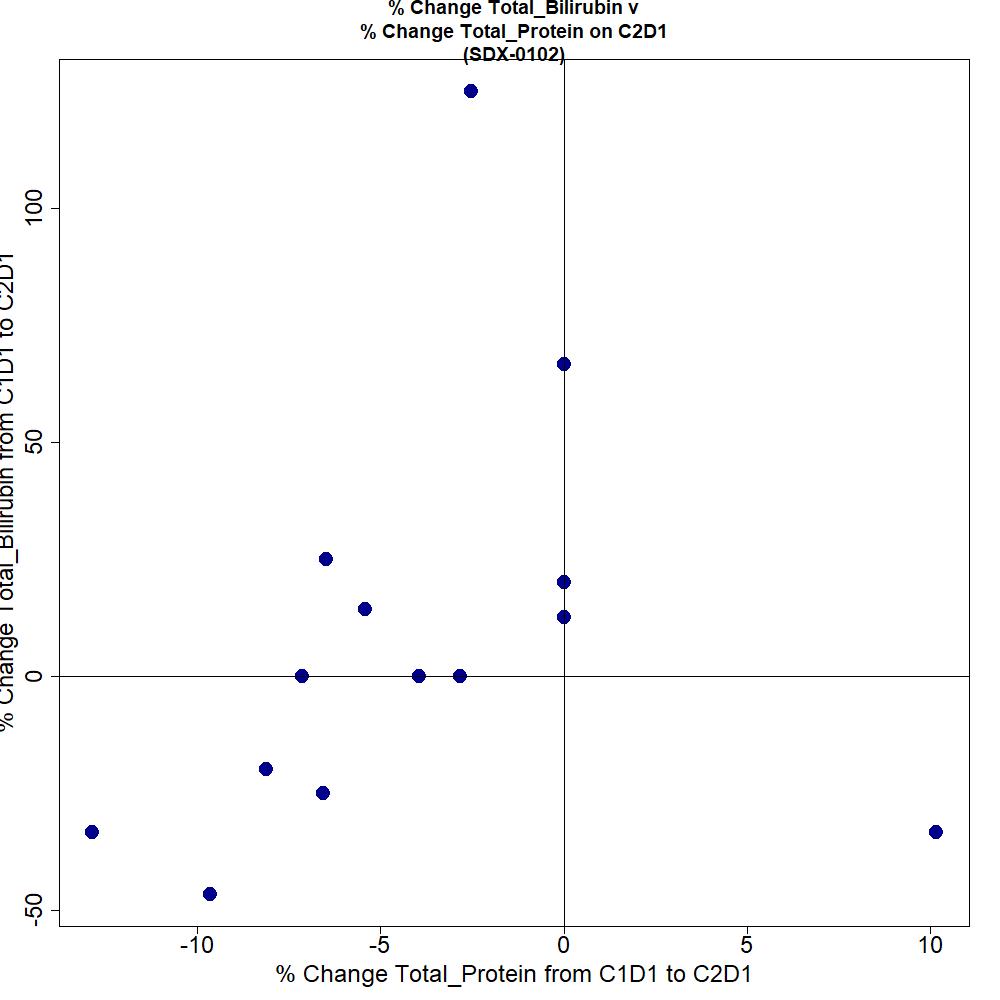 % Change Total_Bilirubin v
% Change Total_Protein on C2D1
(SDX-0102)
% Change Total_Bilirubin from C1D1 to C2D1
100
50
0
-50
-10
-5
0
5
10
% Change Total_Protein from C1D1 to C2D1